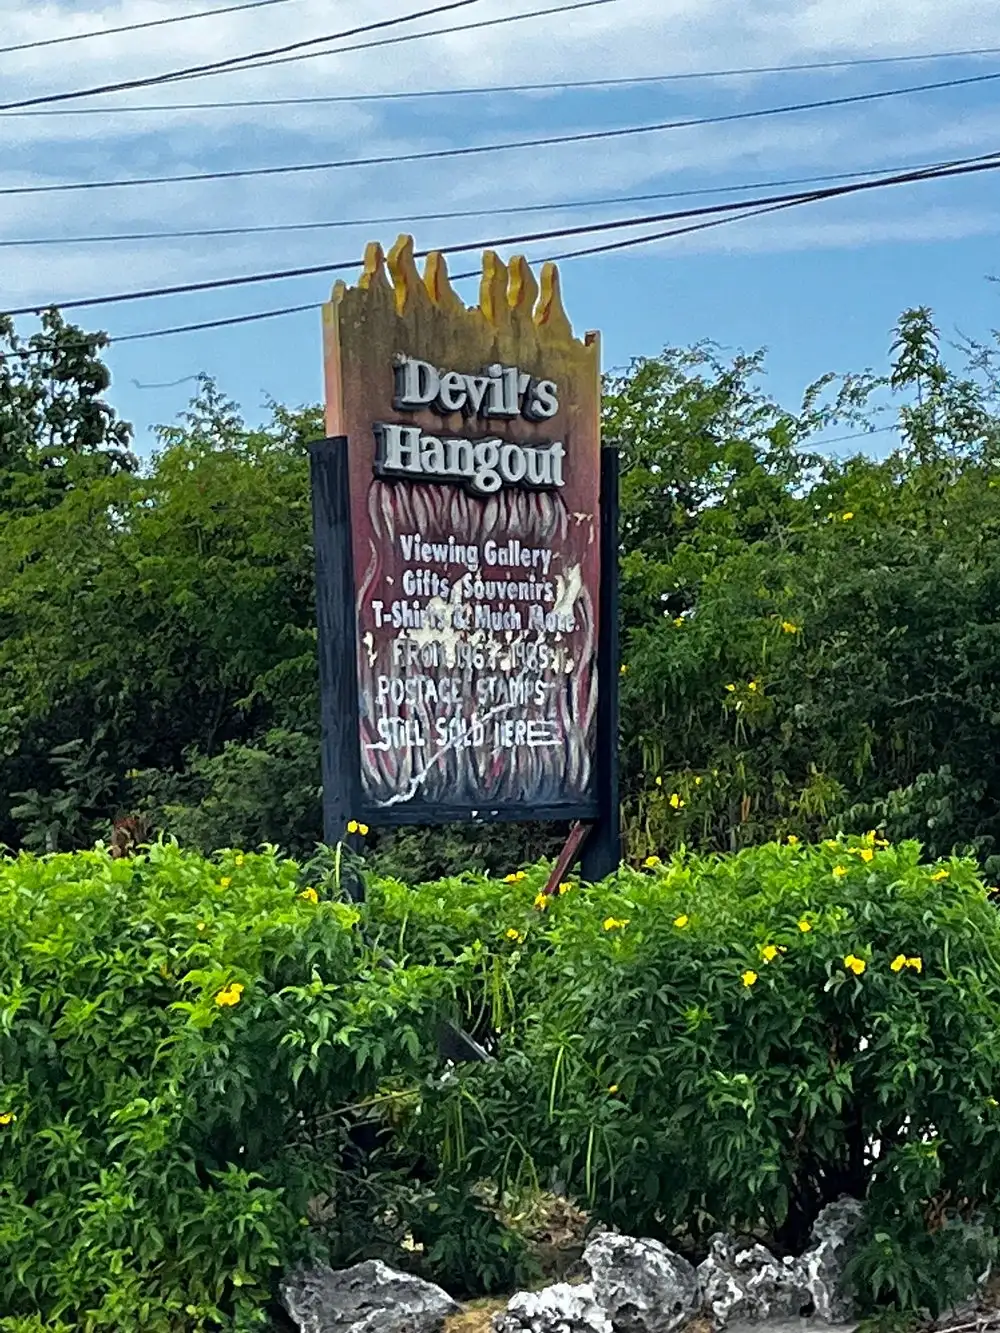 Devil's
Hangout
Viewing Gallery
Gifts, Souvenirs
T-Shirts & Much More
FROM 1967-1985
POSTAGE STAMPS
STILL SOLD HERE